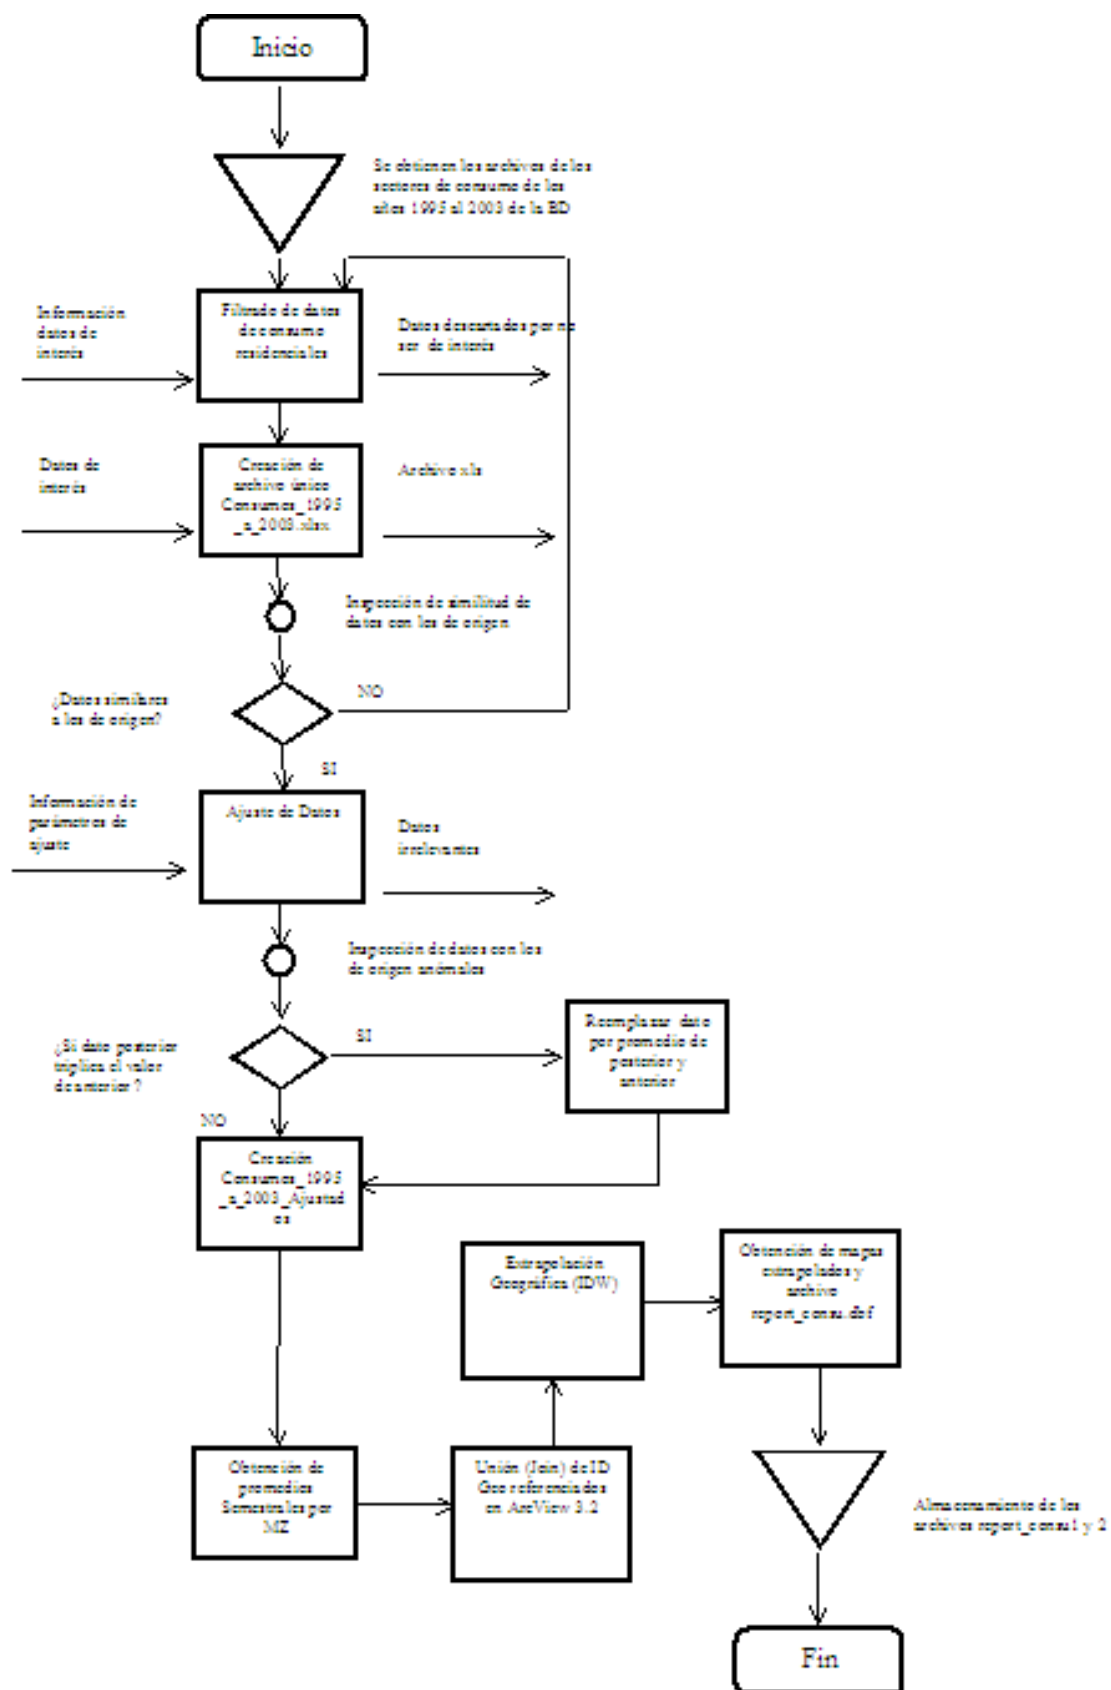 Inicio
Se obtienen los archivos de los
sectores de consumo de los
años 1995 al 2003 de la BD
Información
datos de
interés
Filtrado de datos
de consumo
residenciales
Datos descartados por no
ser de interés
Datos de
interés
Creación de
archivo único
Consumos_1995
_a_2003.xlsx
Archivo xls
Inspección de similitud de
datos con los de origen
¿Datos similares
a los de origen?
NO
SI
Información de
parámetros de
ajuste
Ajuste de Datos
Datos
irrelevantes
Inspección de datos con los
de origen anómalos
¿Si dato posterior
triplica el valor
de anterior ?
SI
Reemplazar dato
por promedio de
posterior y
anterior
NO
Creación
Consumos_1995
_a_2003_Ajustad
os
Extrapolación
Geográfica (IDW)
Obtención de mapas
extrapolados y
archivo
report_consu.dbf
Obtención de
promedios
Semestrales por
MZ
Unión (Join) de ID
Geo referenciados
en ArcView 3.2
Almacenamiento de los
archivos report_consu1 y 2
Fin